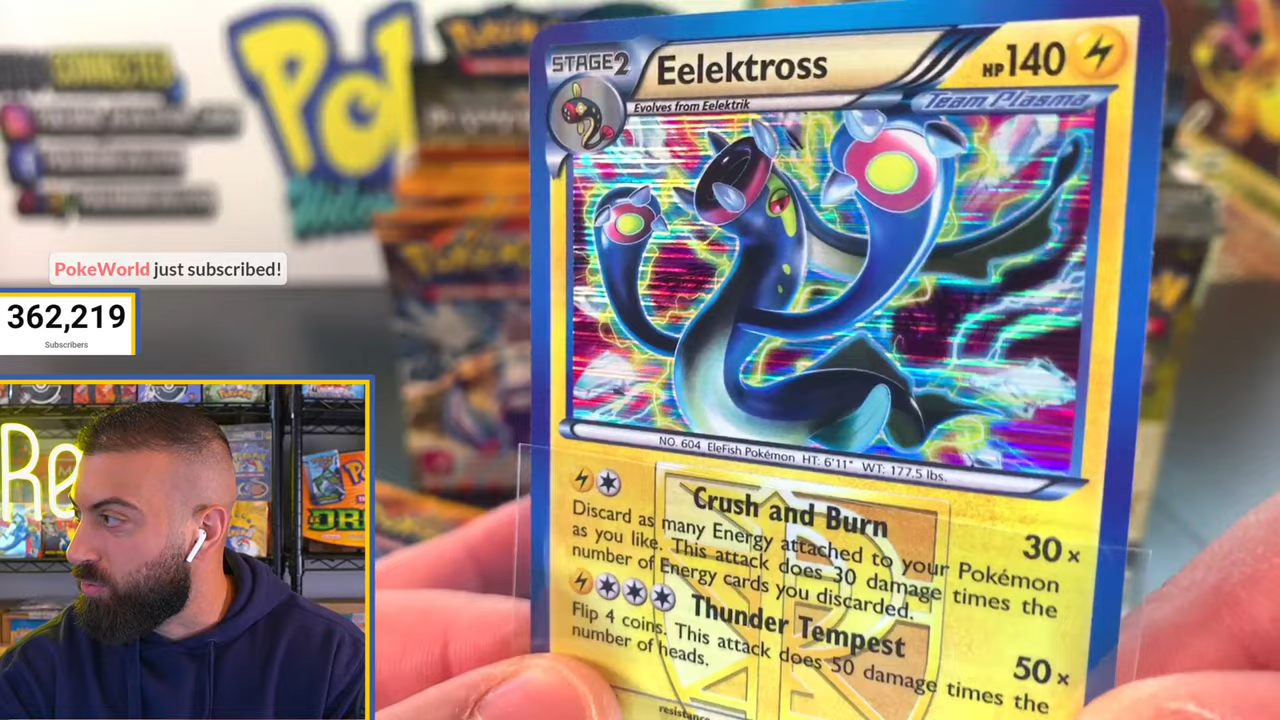 STAGE2
Eelektross
HP140
Evolves from Eelektrik
Team Plasma
PokeWorld just subscribed!
362,219
Subscribers
Re
NO. 604 EleFish Pokémon HT: 6'11" WT: 177.5 lbs.
Crush and Burn
30×
Discard as many Energy attached to your Pokémon
as you like. This attack does 30 damage times the
number of Energy cards you discarded.
Thunder Tempest
50×
Flip 4 coins. This attack does 50 damage times the
number of heads.
resistance